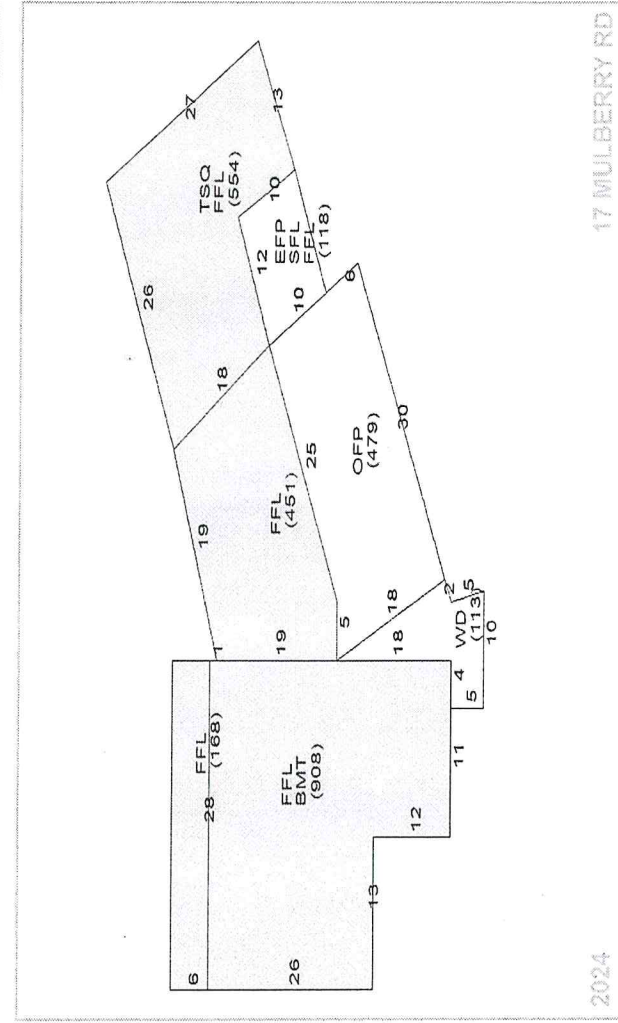 17 MULBERRY RD
27
13
TSQ
FFL
(554)
10
26
12
EFP
SFL
FFL
(118)
10
6
18
25
OFP
(479)
30
FFL
(451)
19
1
19
5
18
18
2
5
WD
(113)
10
4
5
FFL
(168)
28
FFL
BMT
(908)
11
12
13
6
26
2024